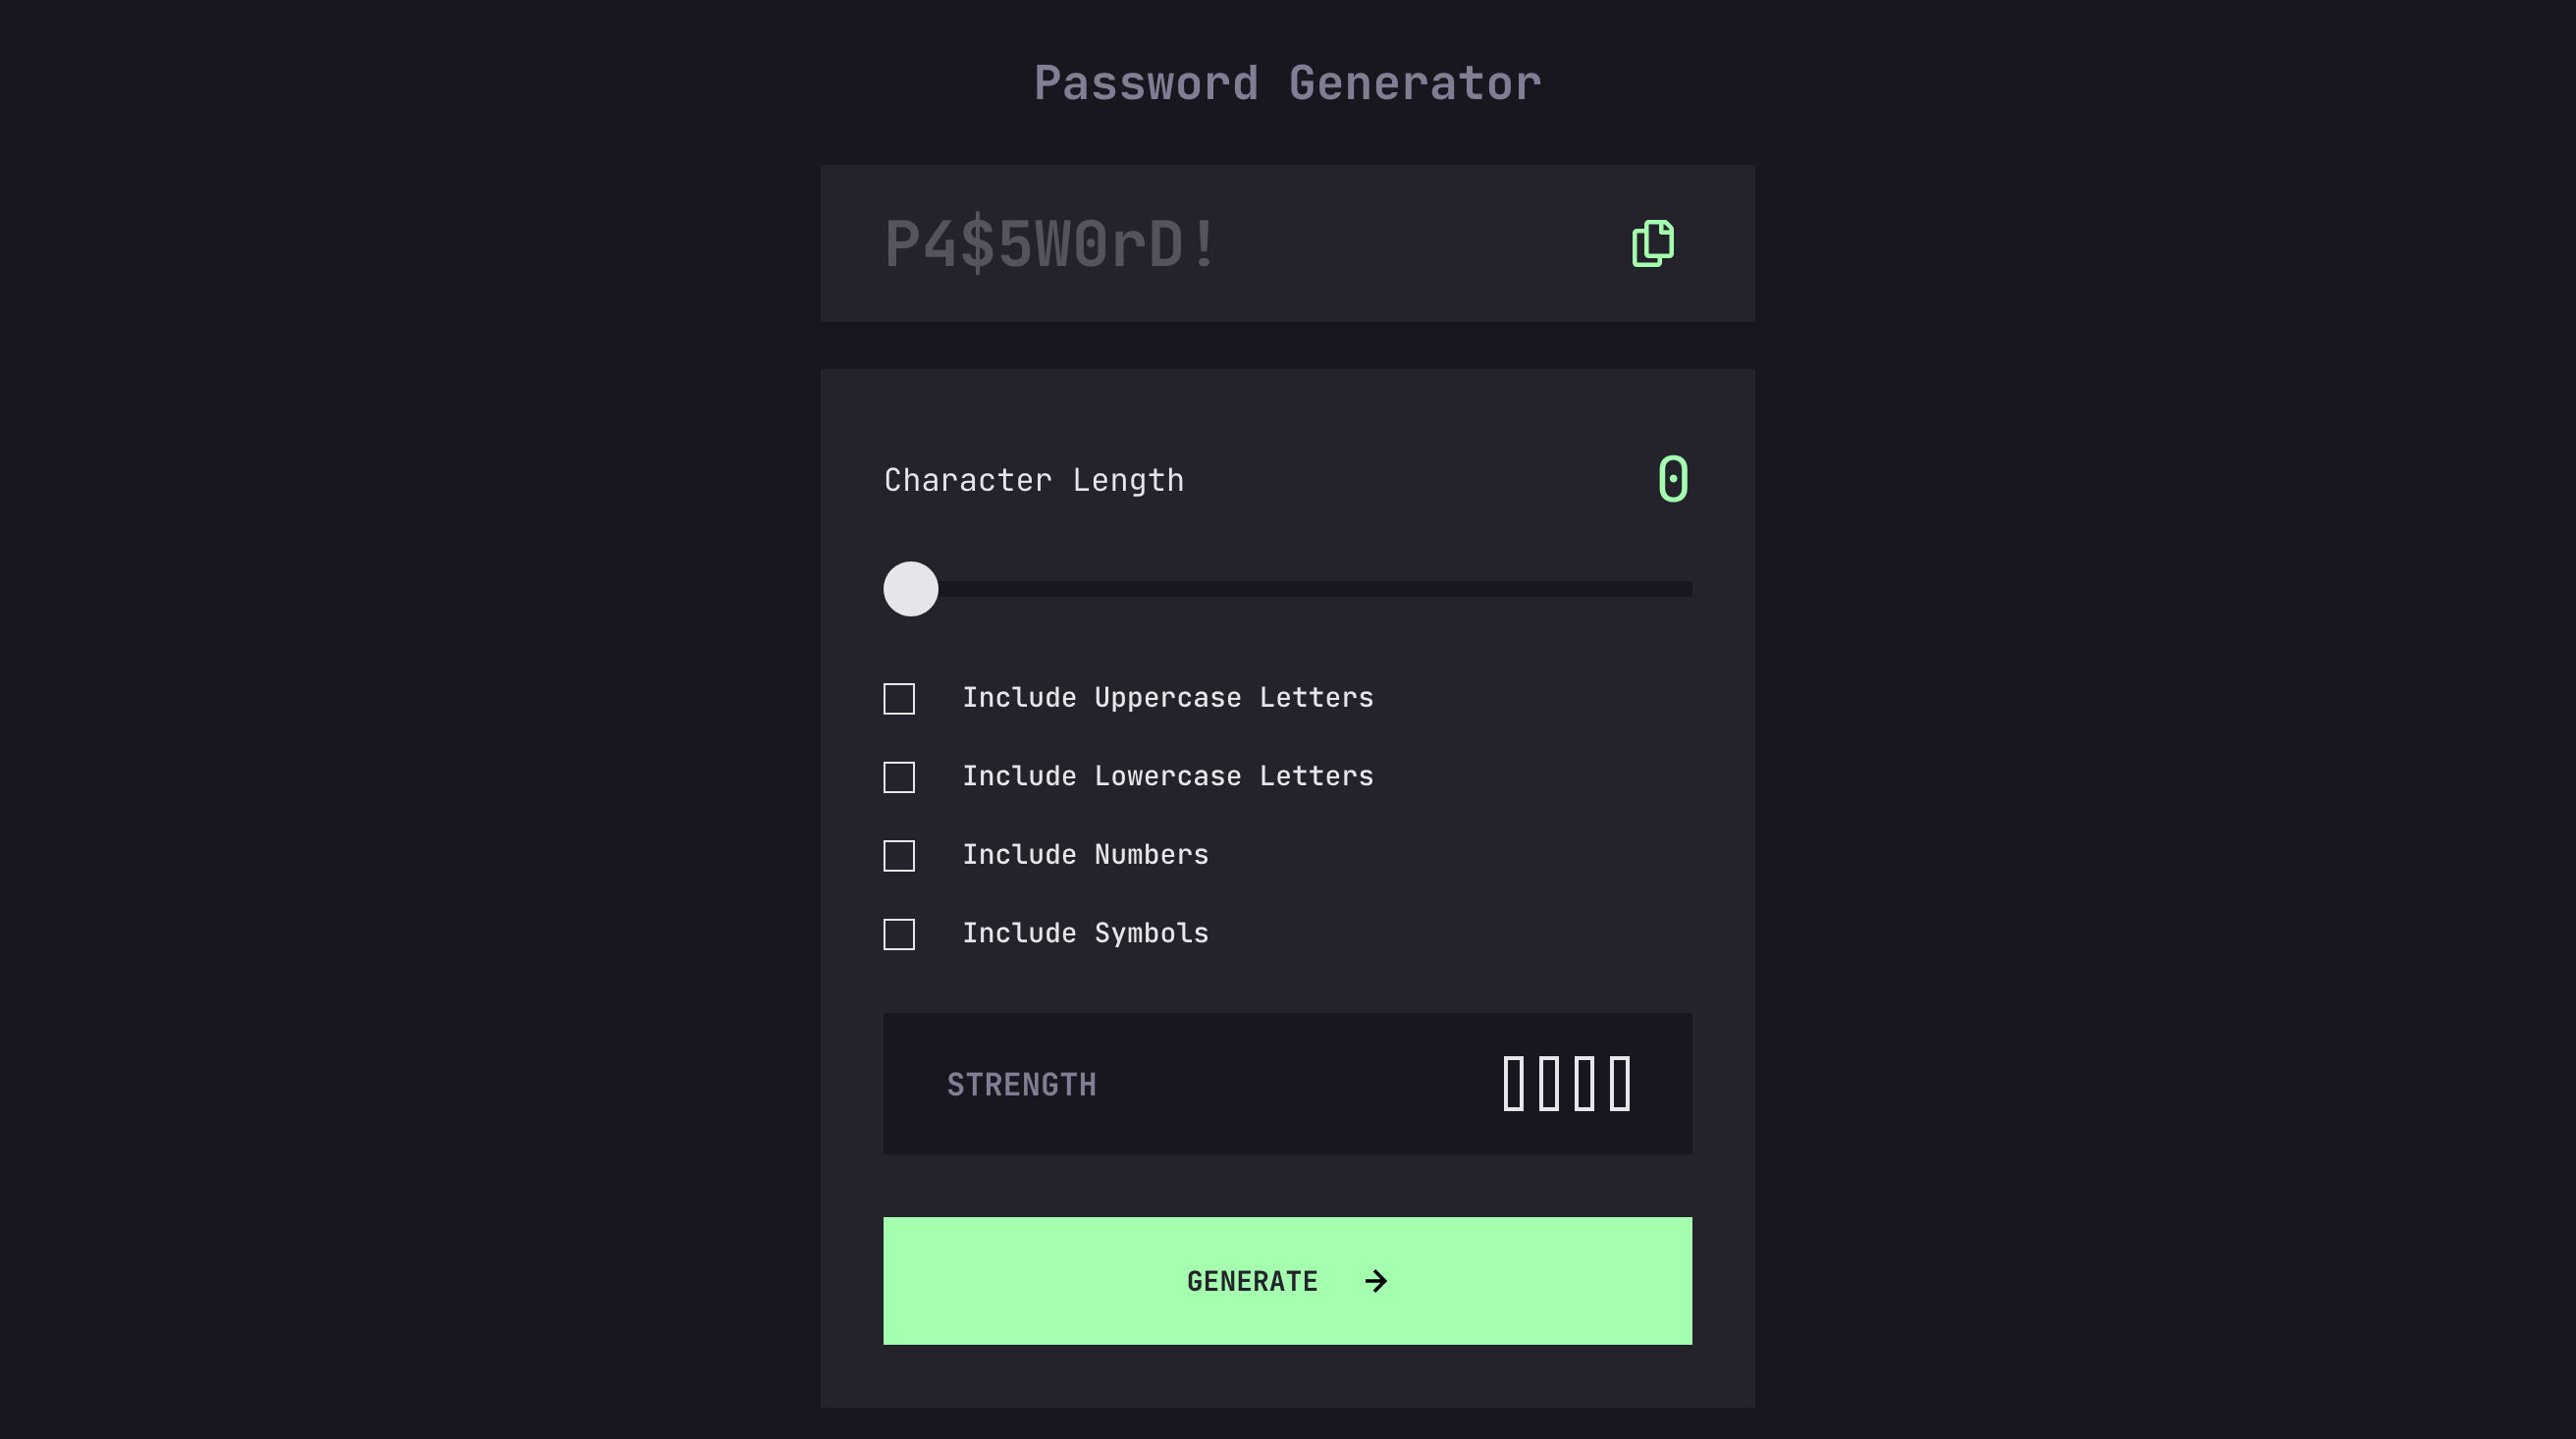 Password Generator
P4$5W0rD!
Character Length
0
Include Uppercase Letters
Include Lowercase Letters
Include Numbers
Include Symbols
STRENGTH
GENERATE →